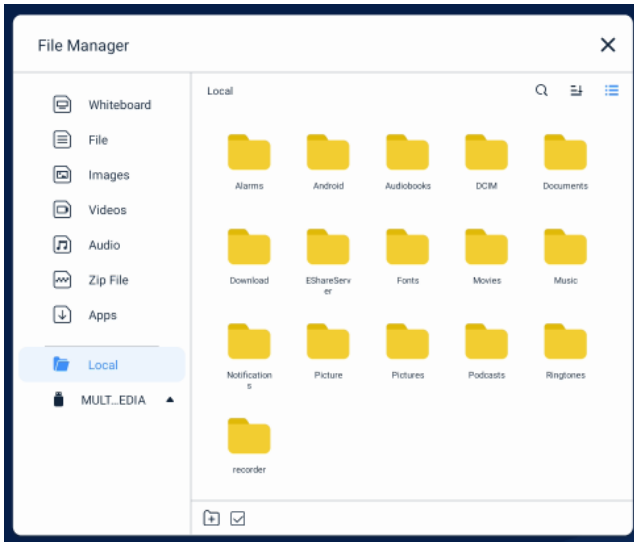 File Manager
Whiteboard
File
Images
Videos
Audio
Zip File
Apps
Local
MULT...EDIA
Local
Alarms
Android
Audiobooks
DCIM
Documents
Download
EShareServ
er
Fonts
Movies
Music
Notification
s
Picture
Pictures
Podcasts
Ringtones
recorder